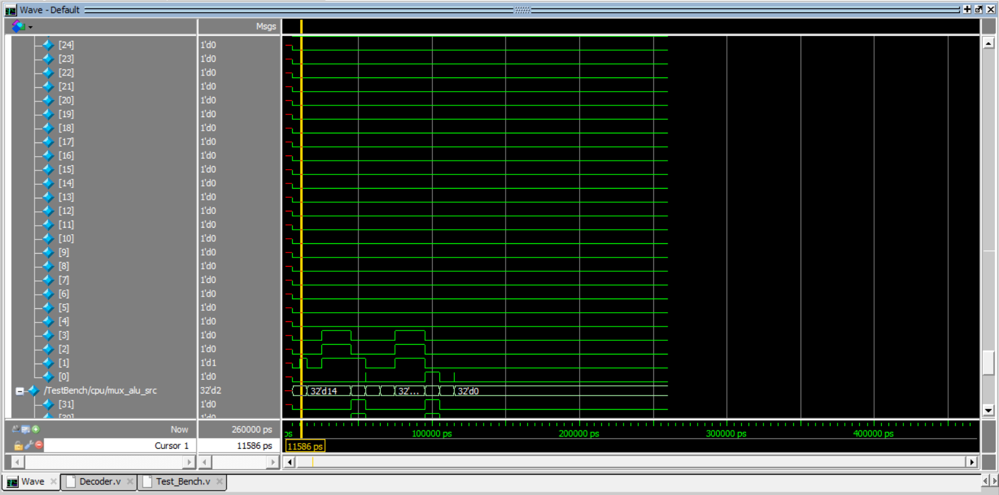 Wave - Default
Msgs
[24] 1'd0
[23] 1'd0
[22] 1'd0
[21] 1'd0
[20] 1'd0
[19] 1'd0
[18] 1'd0
[17] 1'd0
[16] 1'd0
[15] 1'd0
[14] 1'd0
[13] 1'd0
[12] 1'd0
[11] 1'd0
[10] 1'd0
[9] 1'd0
[8] 1'd0
[7] 1'd0
[6] 1'd0
[5] 1'd0
[4] 1'd0
[3] 1'd0
[2] 1'd0
[1] 1'd1
[0] 1'd0
/TestBench/cpu/mux_alu_src 32'd2 32'd14 32'... 32'd0
[31] 1'd0
[30] 1'd0
Now 260000 ps ps 100000 ps 200000 ps 300000 ps 400000 ps
Cursor 1 11586 ps 11586 ps
Wave Decoder.v Test_Bench.v